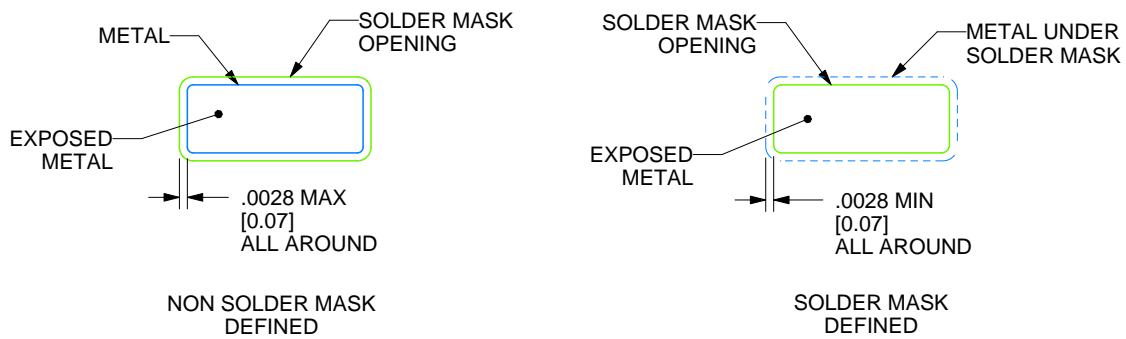 METAL
SOLDER MASK
OPENING
EXPOSED
METAL
.0028 MAX
[0.07]
ALL AROUND
NON SOLDER MASK
DEFINED
SOLDER MASK
OPENING
METAL UNDER
SOLDER MASK
EXPOSED
METAL
.0028 MIN
[0.07]
ALL AROUND
SOLDER MASK
DEFINED